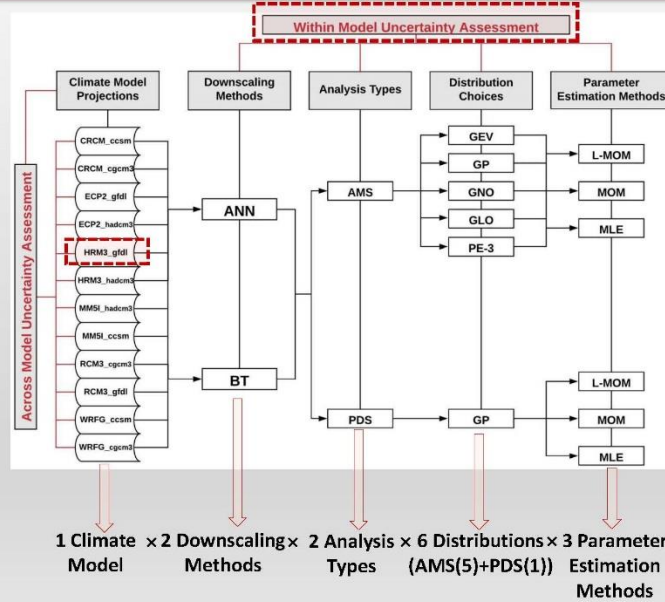 Within Model Uncertainty Assessment
Climate Model
Projections
Downscaling
Methods
Analysis Types
Distribution
Choices
Parameter
Estimation Methods
Across Model Uncertainty Assessment
CRCM_ccsm
CRCM_cgcm3
ECP2_gfdl
ECP2_hadcm3
HRM3_gfdl
HRM3_hadcm3
MM5I_hadcm3
MM5I_ccsm
RCM3_cgcm3
RCM3_gfdl
WRFG_ccsm
WRFG_cgcm3
ANN
BT
AMS
PDS
GEV
GP
GNO
GLO
PE-3
GP
L-MOM
MOM
MLE
L-MOM
MOM
MLE
1 Climate × 2 Downscaling × 2 Analysis × 6 Distributions × 3 Parameter
Model Methods Types (AMS(5)+PDS(1)) Estimation
Methods